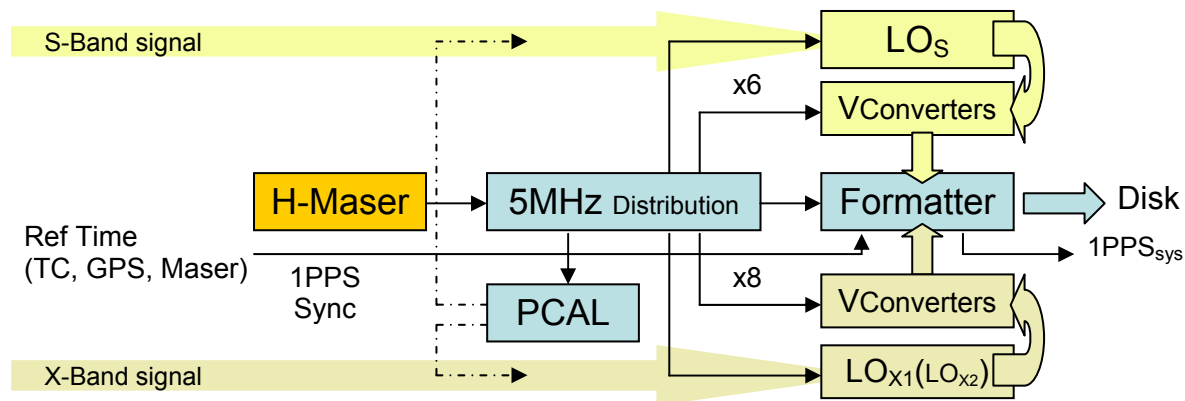 S-Band signal
LOS
x6
VConverters
H-Maser
5MHz Distribution
Formatter
Disk
Ref Time
(TC, GPS, Maser)
1PPS
Sync
1PPSsys
x8
PCAL
VConverters
X-Band signal
LOX1(LOX2)